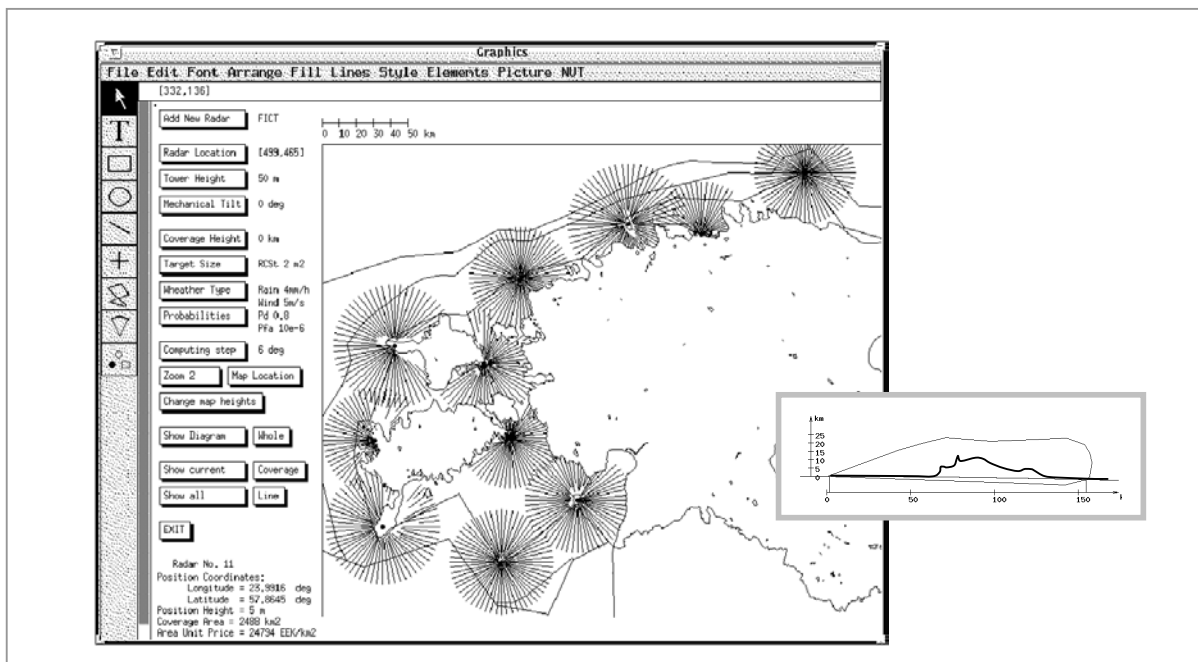 Graphics
File Edit Font Arrange Fill Lines Style Elements Picture NUT
[332,136]
T
Add New Radar FICT
0 10 20 30 40 50 km
Radar Location [499,465]
Tower Height 50 m
Mechanical Tilt 0 deg
Coverage Height 0 km
Target Size RCSt 2 m2
Wheather Type Rain 4mm/h
Wind 5m/s
Probabilities Pd 0.8
Pfa 10e-6
Computing step 6 deg
Zoom 2 Map Location
Change map heights
Show Diagram Whole
Show current Coverage
Show all Line
EXIT
Radar No. 11
Position Coordinates:
Longitude = 23.9916 deg
Latitude = 57.8645 deg
Position Height = 5 m
Coverage Area = 2488 km2
Area Unit Price = 24794 EEK/km2
km
25
20
15
10
5
0
0 50 100 150